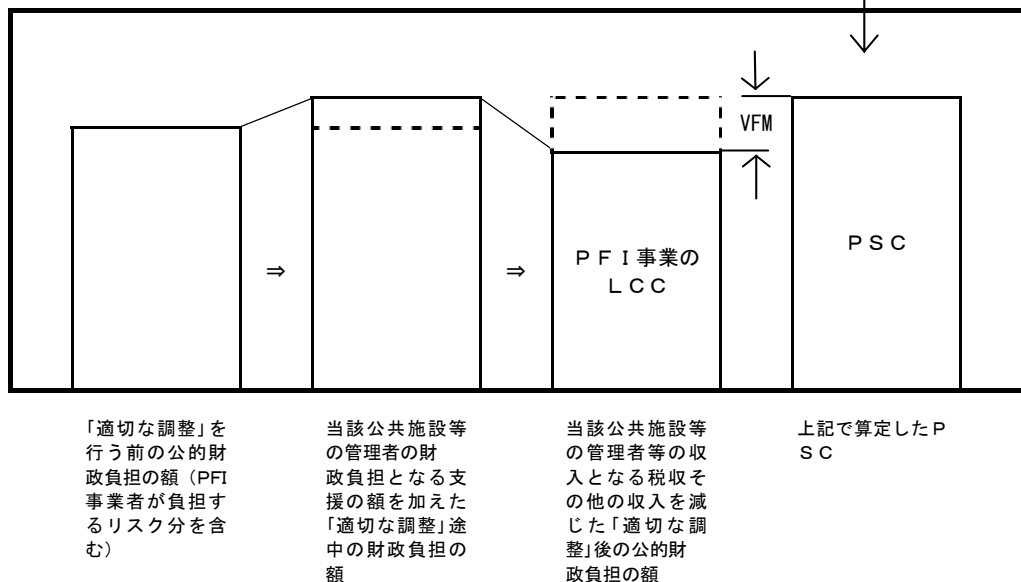 VFM
ＰＳＣ
ＰＦＩ事業の
ＬＣＣ
⇒
⇒
「適切な調整」を
行う前の公的財
政負担の額（PFI
事業者が負担す
るリスク分を含
む）
当該公共施設等
の管理者の財
政負担となる支
援の額を加えた
「適切な調整」途
中の財政負担の
額
当該公共施設等
の管理者等の収
入となる税収そ
の他の収入を減
じた「適切な調
整」後の公的財
政負担の額
上記で算定したＰ
ＳＣ